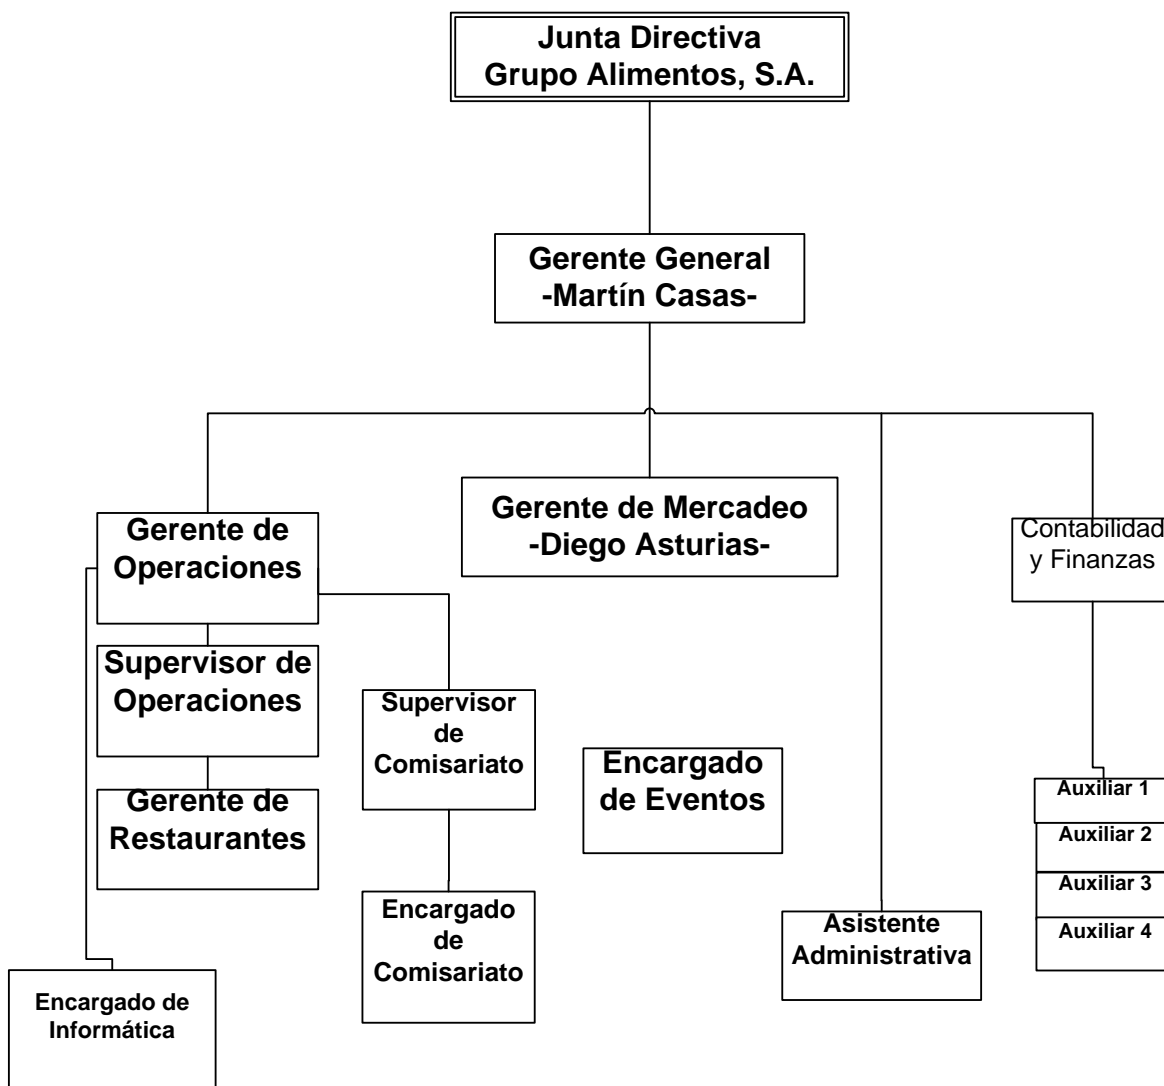 Junta Directiva
Grupo Alimentos, S.A.
Gerente General
-Martín Casas-
Gerente de Mercadeo
-Diego Asturias-
Gerente de
Operaciones
Contabilidad
y Finanzas
Supervisor de
Operaciones
Supervisor
de
Comisariato
Encargado
de Eventos
Gerente de
Restaurantes
Auxiliar 1
Auxiliar 2
Auxiliar 3
Auxiliar 4
Encargado
de
Comisariato
Asistente
Administrativa
Encargado de
Informática